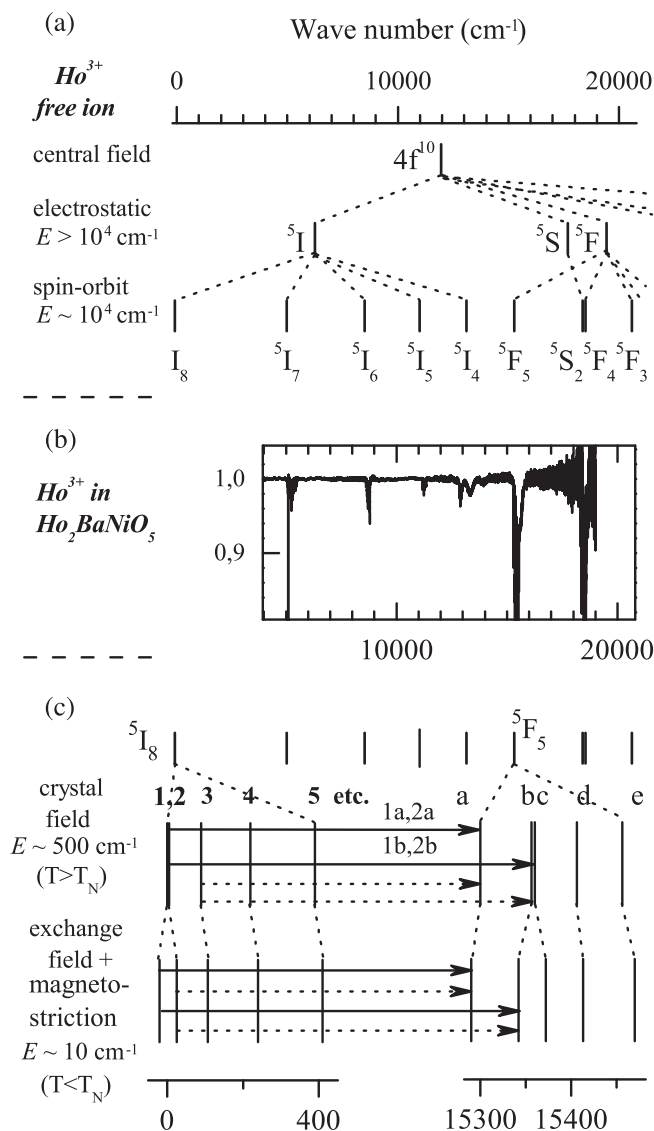 (a)
Wave number (cm⁻¹)
Ho³⁺
free ion
0 10000 20000
central field
4f¹⁰
electrostatic
E > 10⁴ cm⁻¹
⁵I ⁵S ⁵F
spin-orbit
E ~ 10⁴ cm⁻¹
I₈ ⁵I₇ ⁵I₆ ⁵I₅ ⁵I₄ ⁵F₅ ⁵S₂ ⁵F₄ ⁵F₃
(b)
Ho³⁺ in
Ho₂BaNiO₅
1,0
0,9
10000 20000
(c)
⁵I₈ ⁵F₅
crystal
field
E ~ 500 cm⁻¹
(T>T_N)
1,2 3 4 5 etc. a b c d e
1a,2a
1b,2b
exchange
field +
magneto-
striction
E ~ 10 cm⁻¹
(T<T_N)
0 400 15300 15400